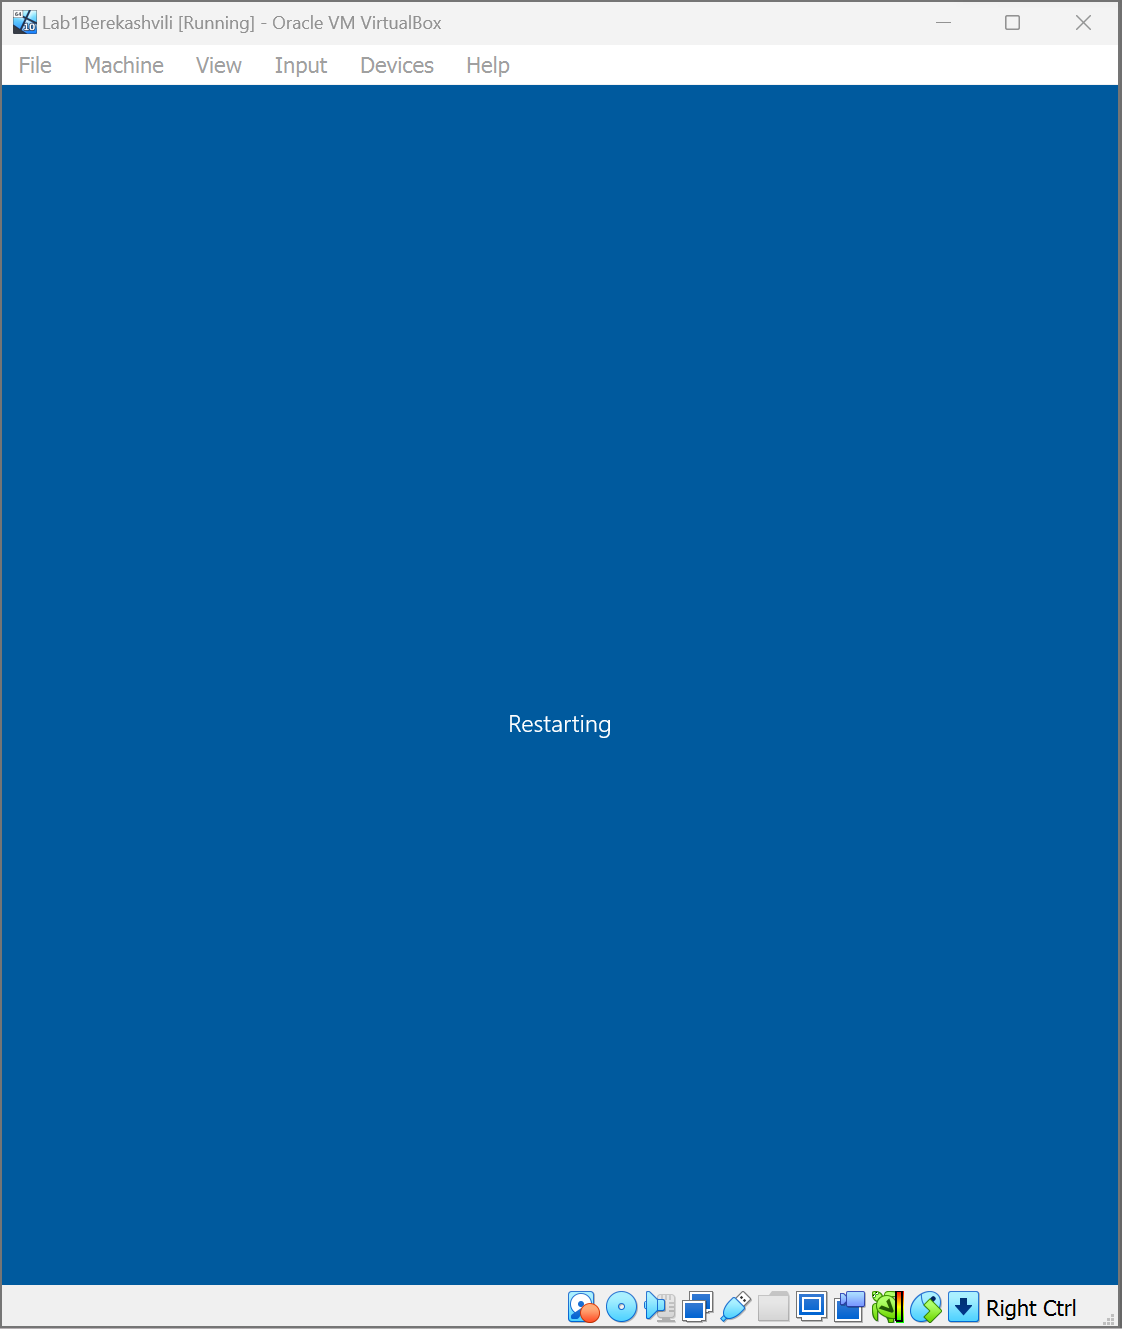 Lab1Berekashvili [Running] - Oracle VM VirtualBox
File Machine View Input Devices Help
Restarting
Right Ctrl